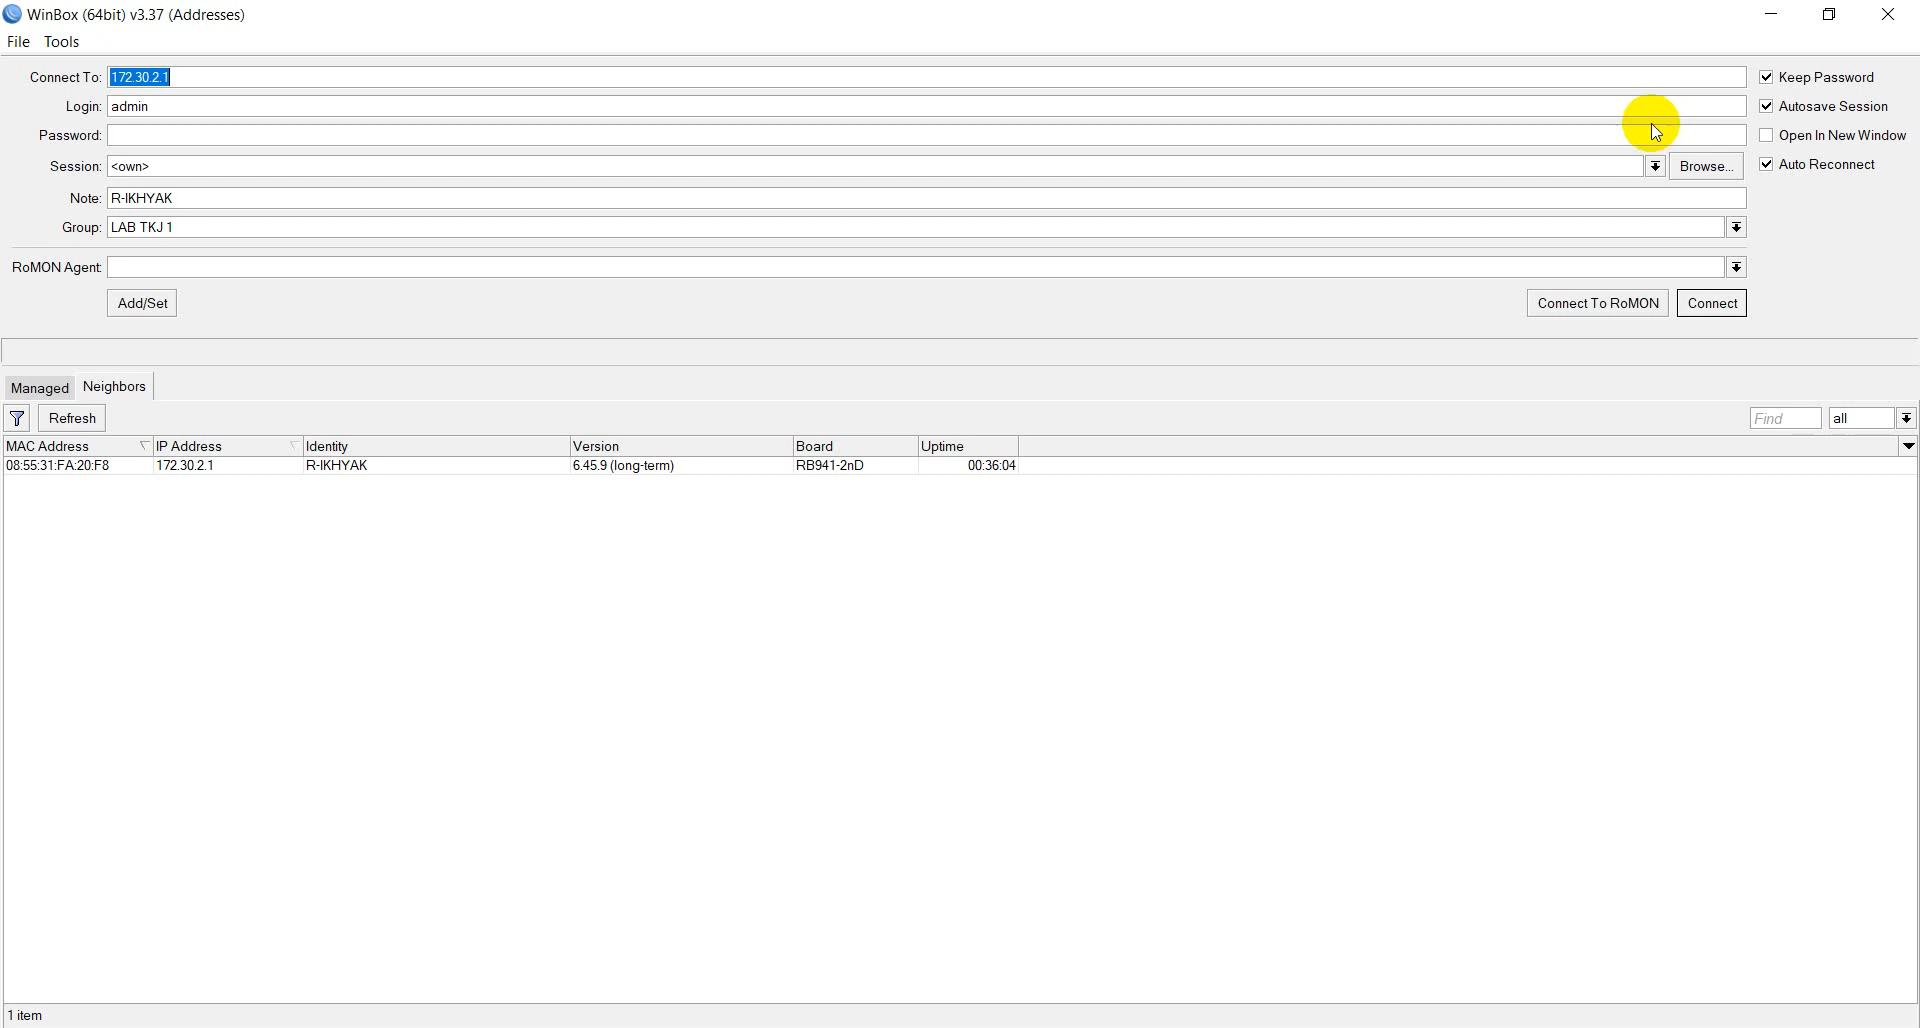 WinBox (64bit) v3.37 (Addresses)
File Tools
Connect To: 172.30.2.1
Keep Password
Login: admin
Autosave Session
Password:
Open In New Window
Session: <own>
Browse...
Auto Reconnect
Note: R-IKHYAK
Group: LAB TKJ 1
RoMON Agent:
Add/Set
Connect To RoMON
Connect
Managed Neighbors
Refresh
Find
all
MAC Address IP Address Identity Version Board Uptime
08:55:31:FA:20:F8 172.30.2.1 R-IKHYAK 6.45.9 (long-term) RB941-2nD 00:36:04
1 item